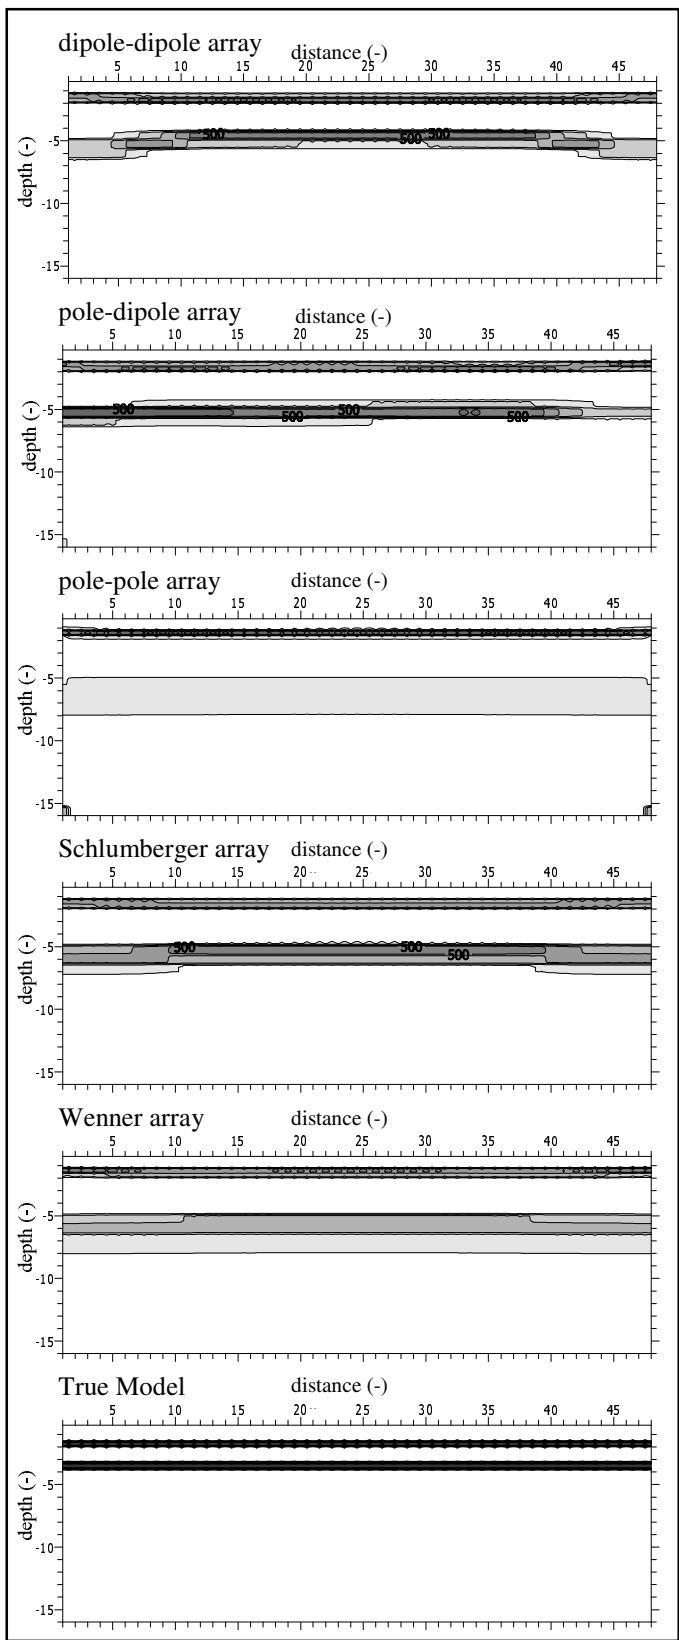 dipole-dipole array distance (-)
5 10 15 20 25 30 35 40 45
500 500
500
-5
-10
-15
depth (-)
pole-dipole array distance (-)
5 10 15 20 25 30 35 40 45
500 500
500 500
-5
-10
-15
depth (-)
pole-pole array distance (-)
5 10 15 20 25 30 35 40 45
-5
-10
-15
depth (-)
Schlumberger array distance (-)
5 10 15 20 25 30 35 40 45
500 500
500
-5
-10
-15
depth (-)
Wenner array distance (-)
5 10 15 20 25 30 35 40 45
-5
-10
-15
depth (-)
True Model distance (-)
5 10 15 20 25 30 35 40 45
-5
-10
-15
depth (-)